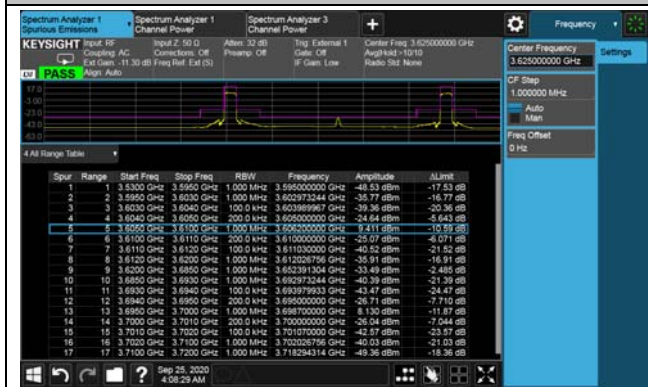 Spectrum Analyzer 1
Spurious Emissions
Spectrum Analyzer 1
Channel Power
Spectrum Analyzer 3
Channel Power
+
Frequency
KEYSIGHT
Input: RF
Coupling: AC
Ext Gain: -11.30 dB
Align: Auto
Input Z: 50 Ω
Corrections: Off
Freq Ref: Ext (S)
Atten: 32 dB
Preamp: Off
Trig: External 1
Gate: Off
IF Gain: Low
Center Freq: 3.625000000 GHz
Avg|Hold:>10/10
Radio Std: None
LXI
PASS
Center Frequency
3.625000000 GHz
Settings
CF Step
1.000000 MHz
Auto
Man
Freq Offset
0 Hz
17.0
-3.00
-23.0
-43.0
-63.0
4 All Range Table
Spur Range Start Freq Stop Freq RBW Frequency Amplitude ΔLimit
1 1 3.5300 GHz 3.5950 GHz 1.000 MHz 3.595000000 GHz -48.53 dBm -17.53 dB
2 2 3.5950 GHz 3.6030 GHz 1.000 MHz 3.602973244 GHz -35.77 dBm -16.77 dB
3 3 3.6030 GHz 3.6040 GHz 100.0 kHz 3.603989967 GHz -39.36 dBm -20.36 dB
4 4 3.6040 GHz 3.6050 GHz 200.0 kHz 3.605000000 GHz -24.64 dBm -5.643 dB
5 5 3.6050 GHz 3.6100 GHz 1.000 MHz 3.606200000 GHz 9.411 dBm -10.59 dB
6 6 3.6100 GHz 3.6110 GHz 200.0 kHz 3.610000000 GHz -25.07 dBm -6.071 dB
7 7 3.6110 GHz 3.6120 GHz 100.0 kHz 3.611030000 GHz -40.52 dBm -21.52 dB
8 8 3.6120 GHz 3.6200 GHz 1.000 MHz 3.612026756 GHz -35.91 dBm -16.91 dB
9 9 3.6200 GHz 3.6850 GHz 1.000 MHz 3.652391304 GHz -33.49 dBm -2.485 dB
10 10 3.6850 GHz 3.6930 GHz 1.000 MHz 3.692973244 GHz -40.39 dBm -21.39 dB
11 11 3.6930 GHz 3.6940 GHz 100.0 kHz 3.693979933 GHz -43.47 dBm -24.47 dB
12 12 3.6940 GHz 3.6950 GHz 200.0 kHz 3.695000000 GHz -26.71 dBm -7.710 dB
13 13 3.6950 GHz 3.7000 GHz 1.000 MHz 3.698700000 GHz 8.130 dBm -11.87 dB
14 14 3.7000 GHz 3.7010 GHz 200.0 kHz 3.700000000 GHz -26.04 dBm -7.044 dB
15 15 3.7010 GHz 3.7020 GHz 100.0 kHz 3.701070000 GHz -42.57 dBm -23.57 dB
16 16 3.7020 GHz 3.7100 GHz 1.000 MHz 3.702026756 GHz -40.03 dBm -21.03 dB
17 17 3.7100 GHz 3.7200 GHz 1.000 MHz 3.718294314 GHz -49.36 dBm -18.36 dB
Sep 25, 2020
4:08:29 AM